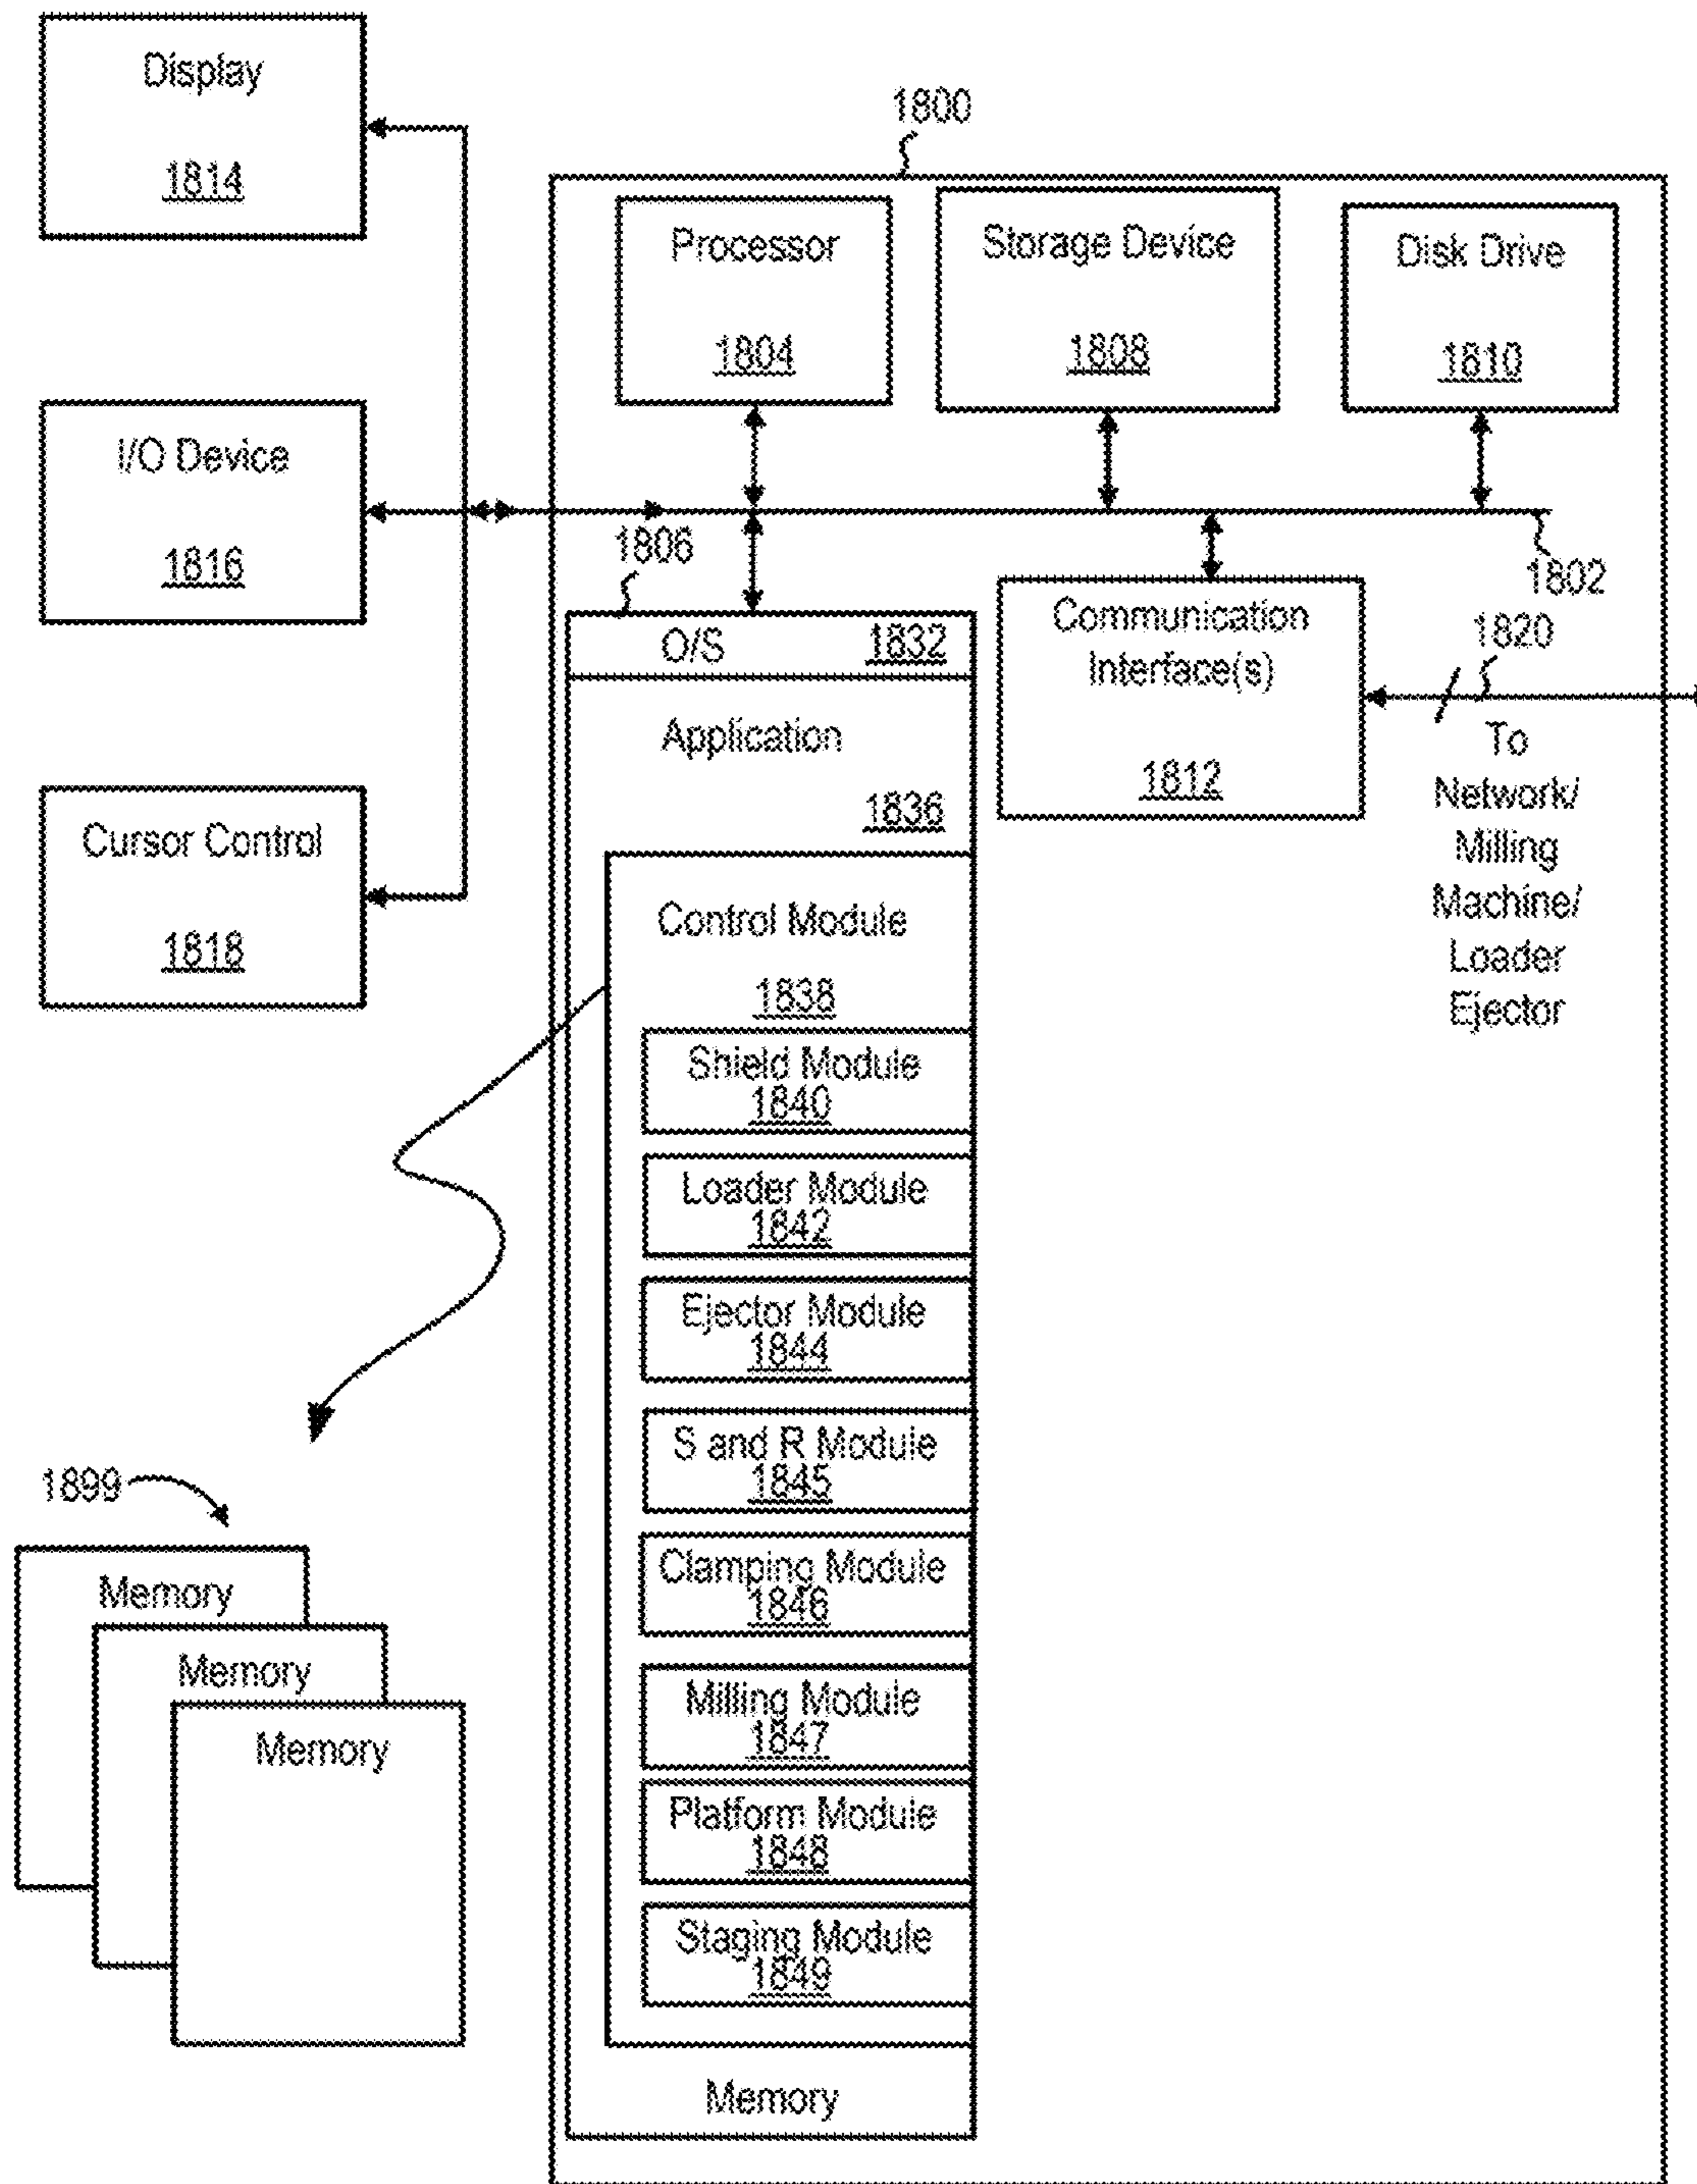 Display
1814
1800
Processor
1804
Storage Device
1808
Disk Drive
1810
I/O Device
1816
1806
1802
O/S 1832
Application
1836
Communication
Interface(s)
1812
1820
To
Network/
Milling
Machine/
Loader
Ejector
Cursor Control
1818
Control Module
1838
Shield Module
1840
Loader Module
1842
Ejector Module
1844
S and R Module
1845
Clamping Module
1846
Milling Module
1847
Platform Module
1848
Staging Module
1849
Memory
1899
Memory
Memory
Memory